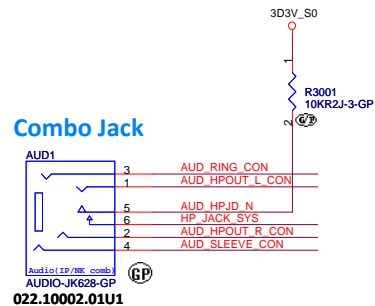 3D3V_S0
1
R3001
10KR2J-3-GP
G/P
2
Combo Jack
AUD1
3 AUD_RING_CON
1 AUD_HPOUT_L_CON
5 AUD_HPJD_N
6 HP_JACK_SYS
2 AUD_HPOUT_R_CON
4 AUD_SLEEVE_CON
Audio(IP/NK comb)
AUDIO-JK628-GP
GP
022.10002.01U1